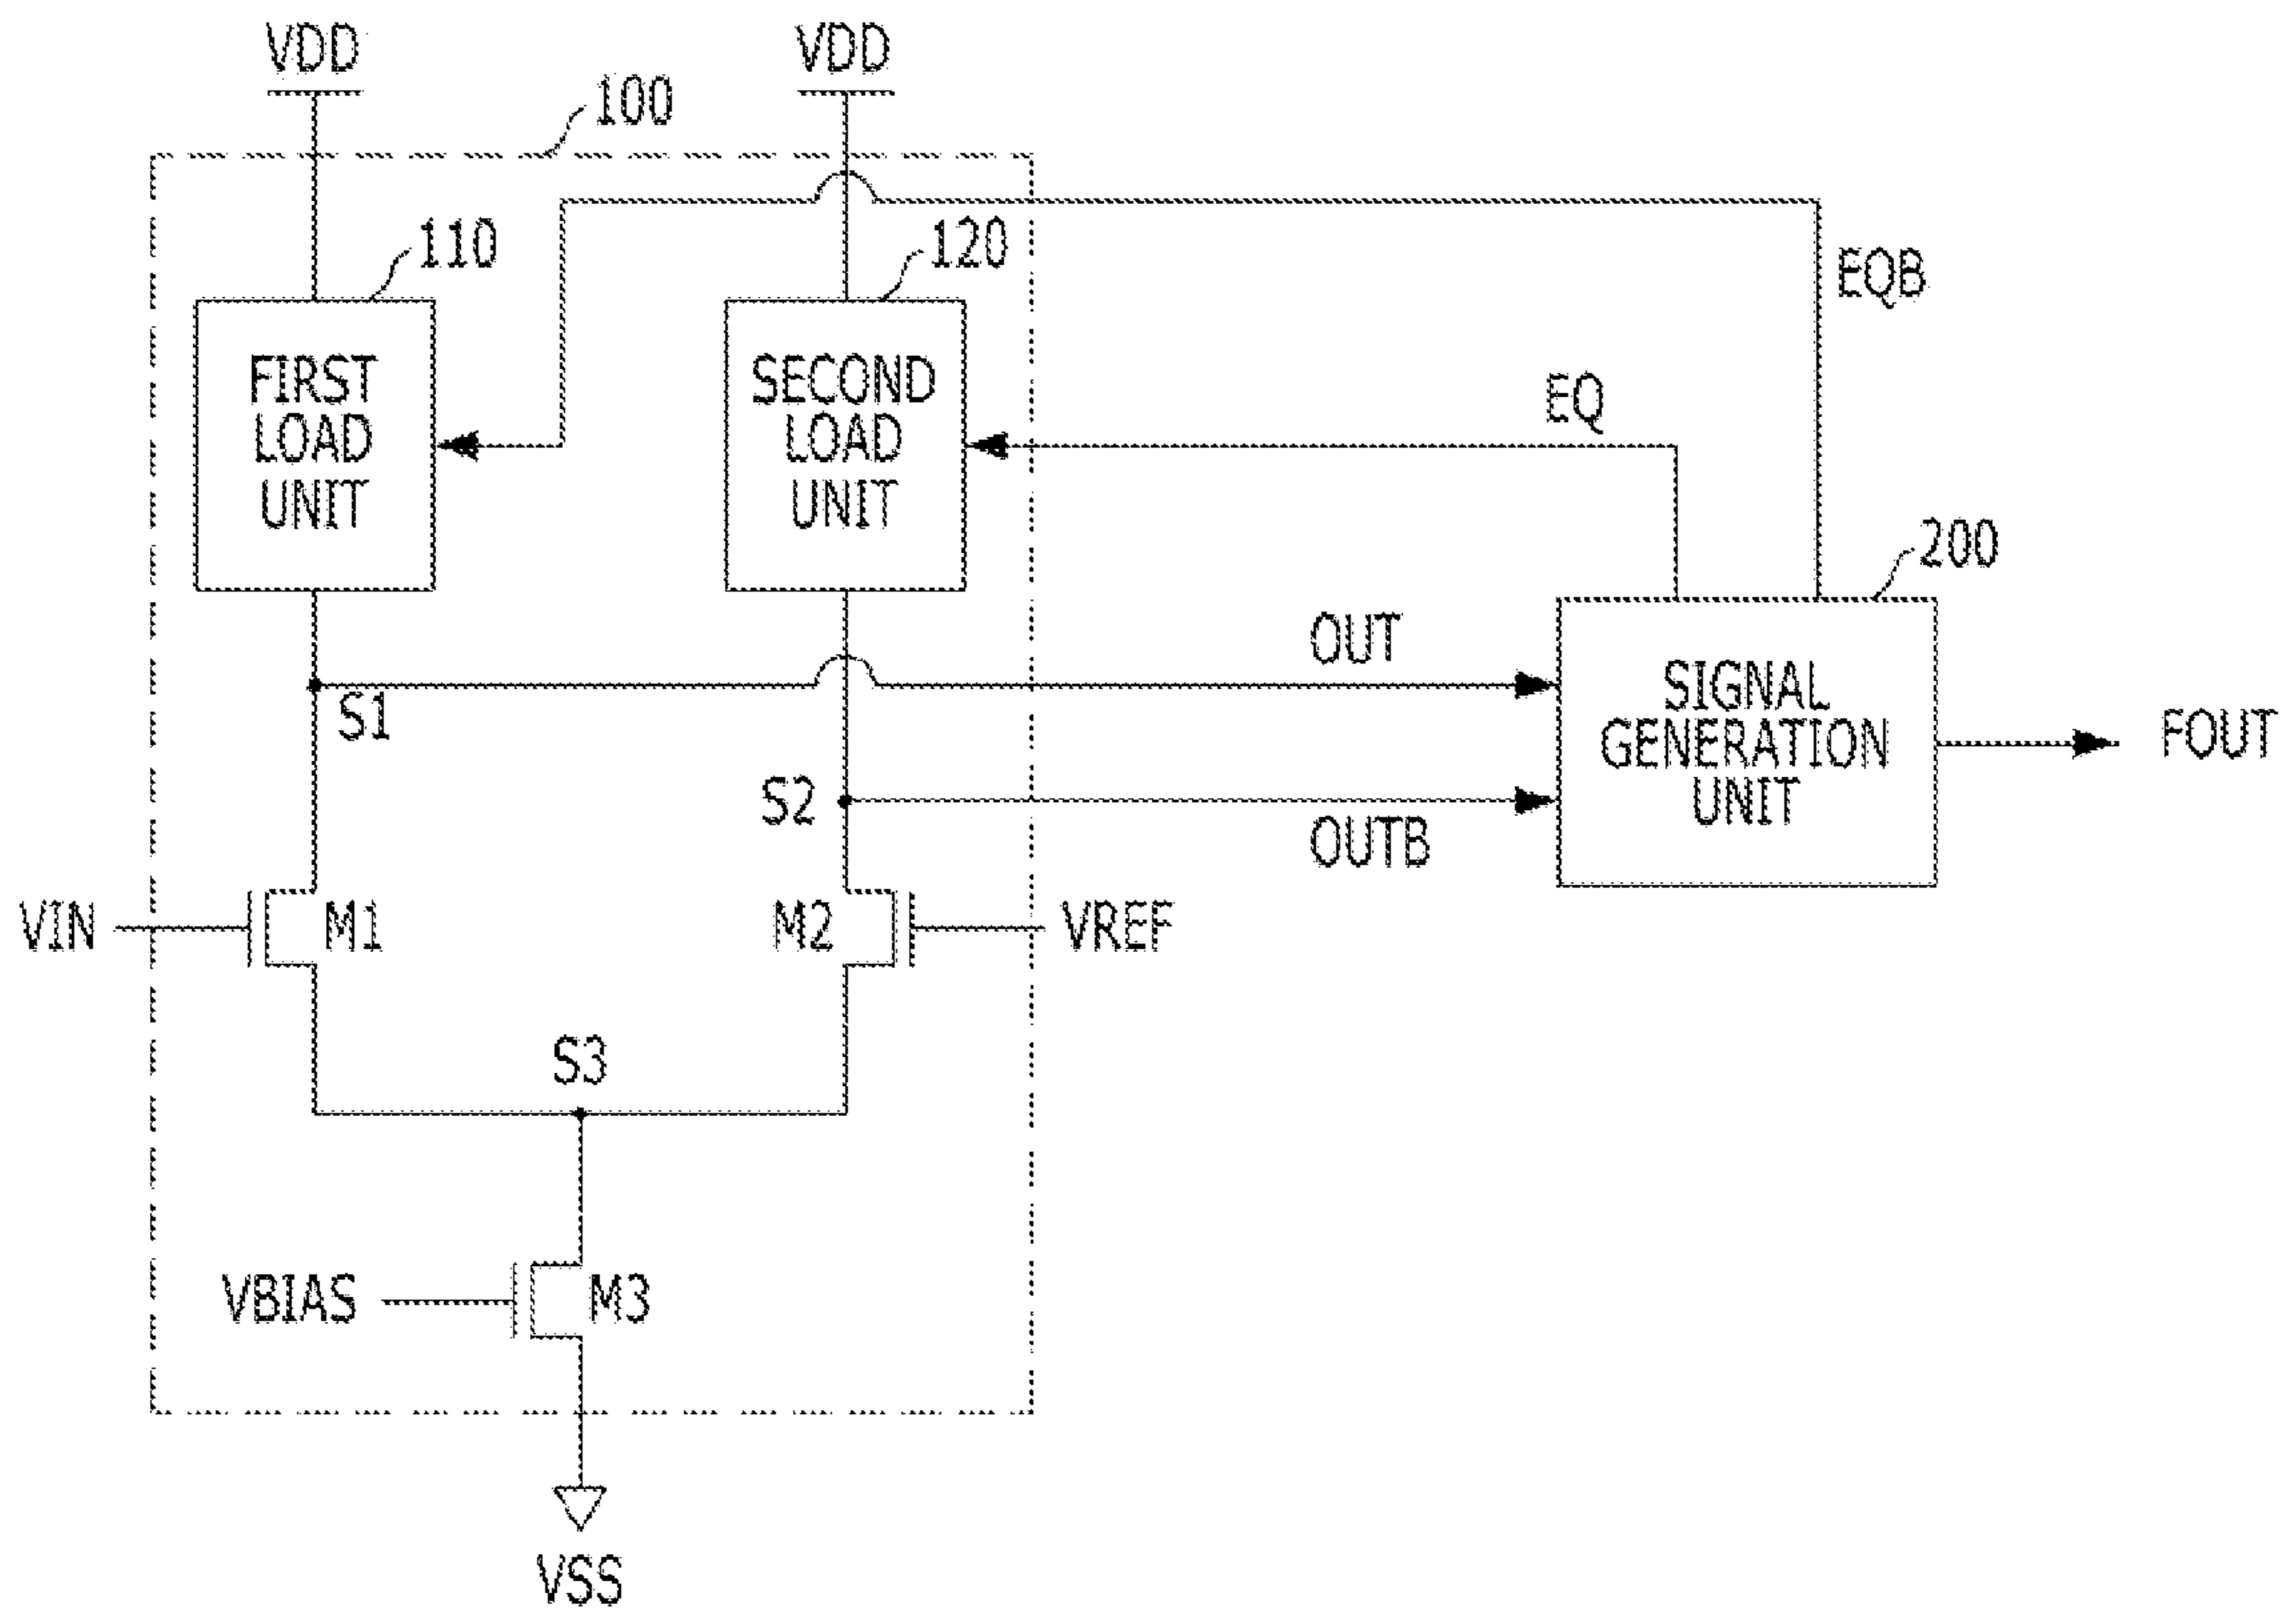 VDD
VDD
100
110
120
EQB
FIRST
LOAD
UNIT
SECOND
LOAD
UNIT
EQ
200
OUT
S1
SIGNAL
GENERATION
UNIT
FOUT
S2
OUTB
VIN
M1
M2
VREF
S3
VBIAS
M3
VSS